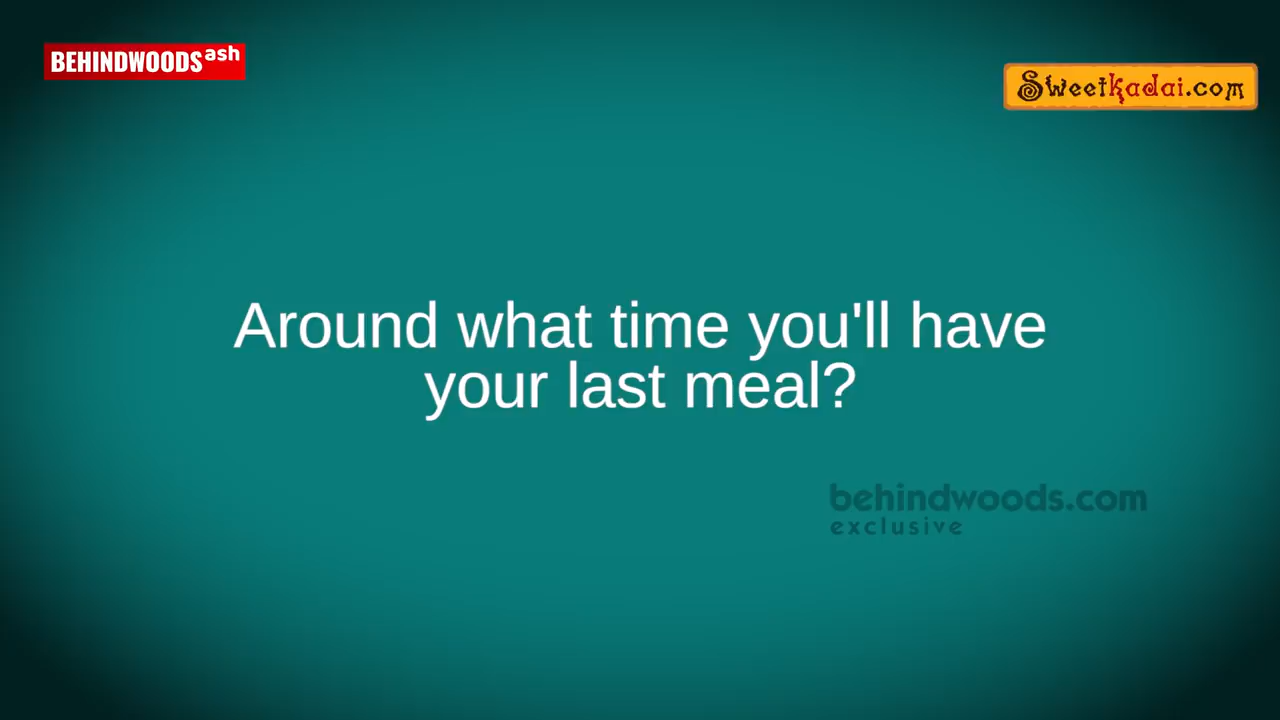 BEHINDWOODS ash
Sweetkadai.com
Around what time you'll have
your last meal?
behindwoods.com
exclusive